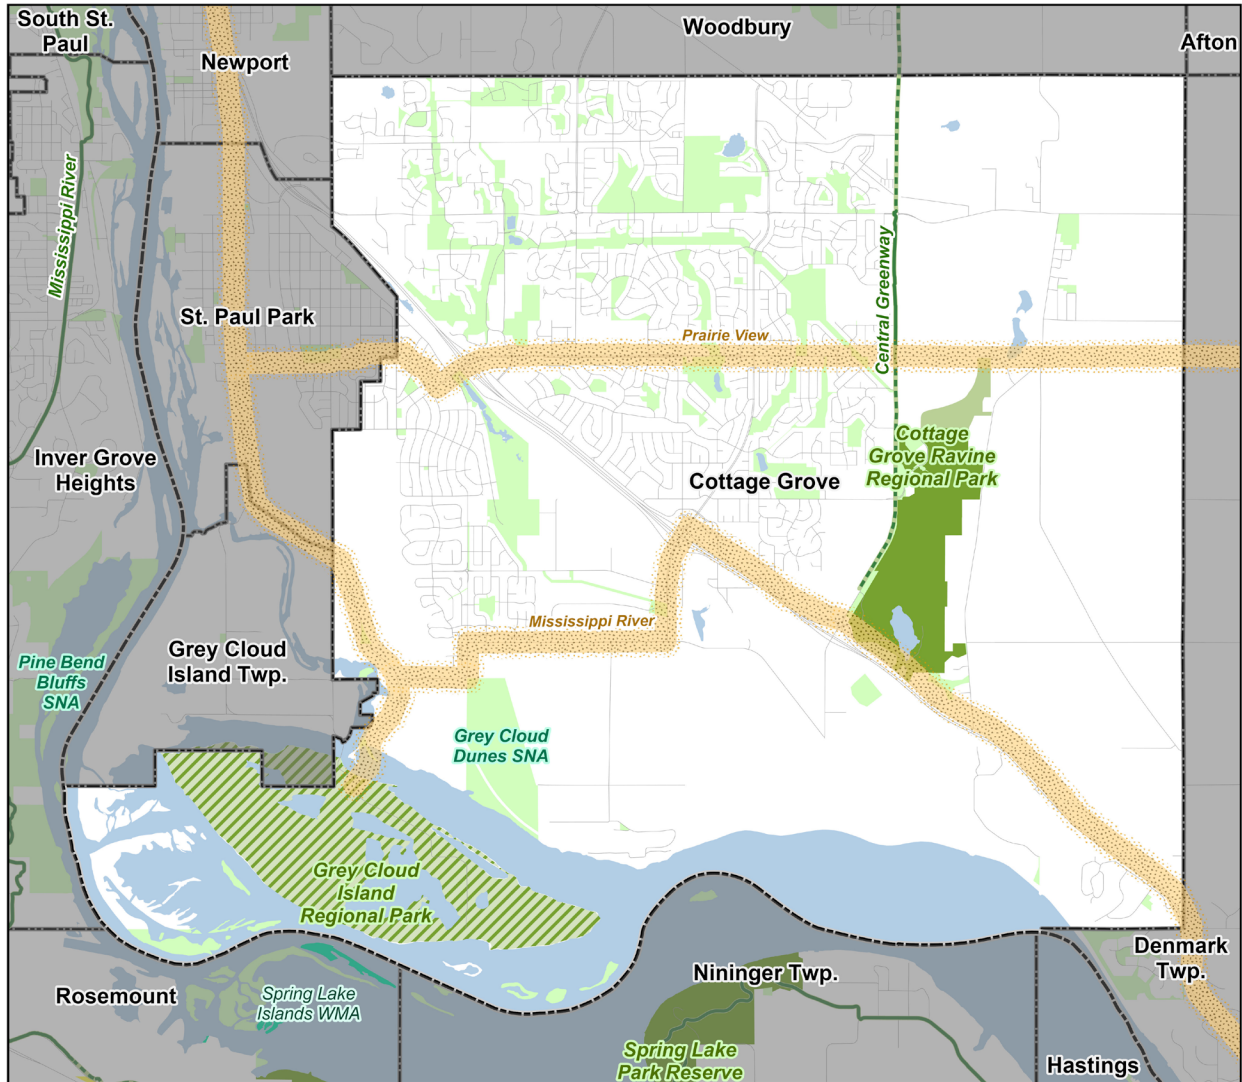 South St.
Paul
Woodbury
Afton
Newport
Mississippi River
St. Paul Park
Central Greenway
Prairie View
Inver Grove
Heights
Cottage
Grove Ravine
Regional Park
Cottage Grove
Mississippi River
Grey Cloud
Island Twp.
Pine Bend
Bluffs
SNA
Grey Cloud
Dunes SNA
Grey Cloud
Island
Regional Park
Denmark
Twp.
Nininger Twp.
Rosemount
Spring Lake
Islands WMA
Spring Lake
Park Reserve
Hastings